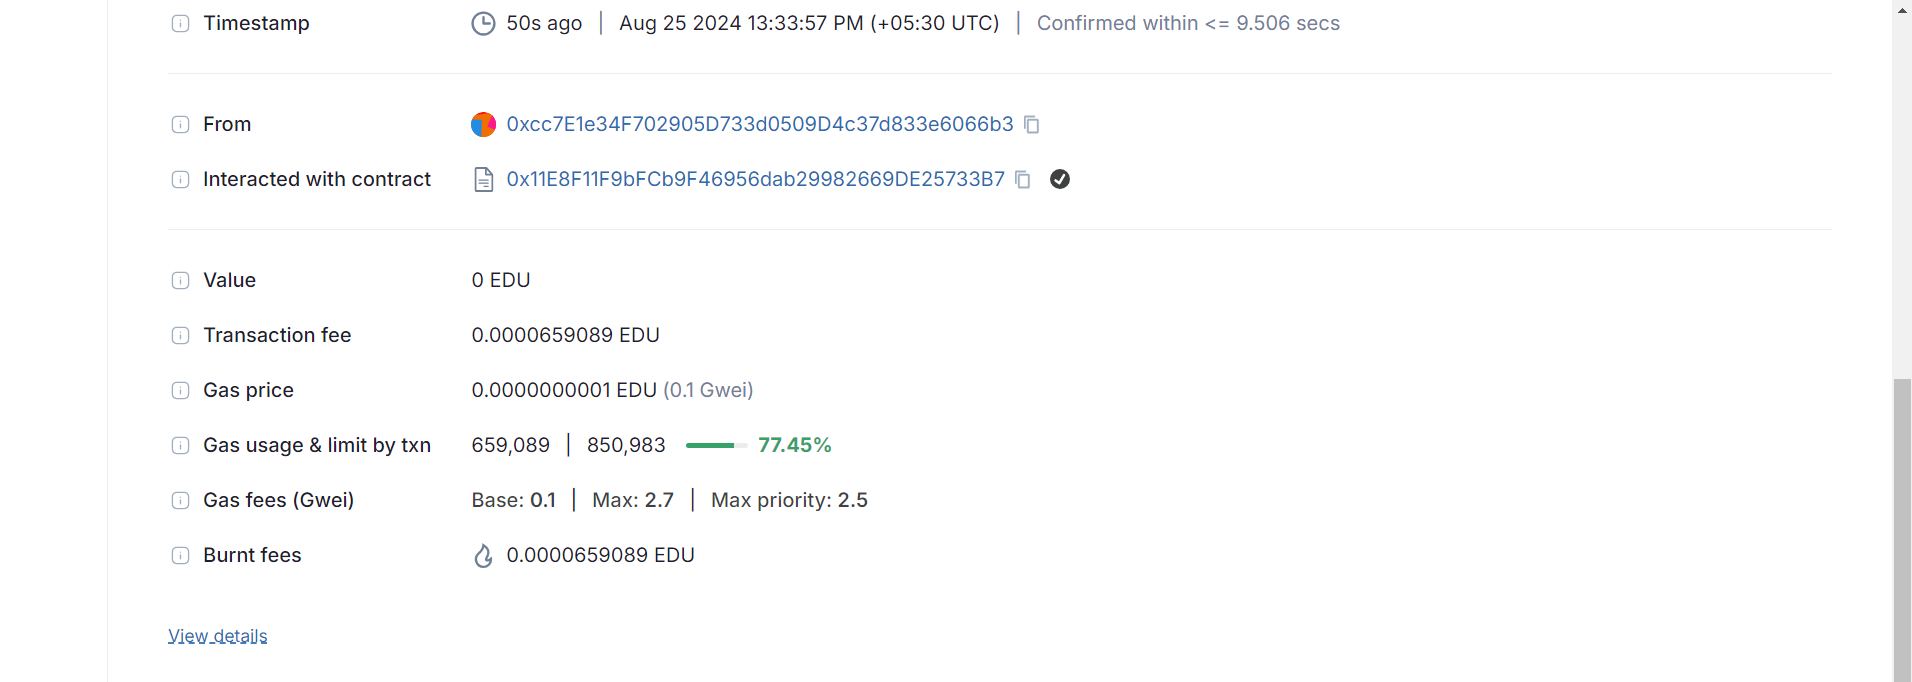 Timestamp 50s ago | Aug 25 2024 13:33:57 PM (+05:30 UTC) | Confirmed within <= 9.506 secs
From 0xcc7E1e34F702905D733d0509D4c37d833e6066b3
Interacted with contract 0x11E8F11F9bFCb9F46956dab29982669DE25733B7
Value 0 EDU
Transaction fee 0.0000659089 EDU
Gas price 0.0000000001 EDU (0.1 Gwei)
Gas usage & limit by txn 659,089 | 850,983 77.45%
Gas fees (Gwei) Base: 0.1 | Max: 2.7 | Max priority: 2.5
Burnt fees 0.0000659089 EDU
View details